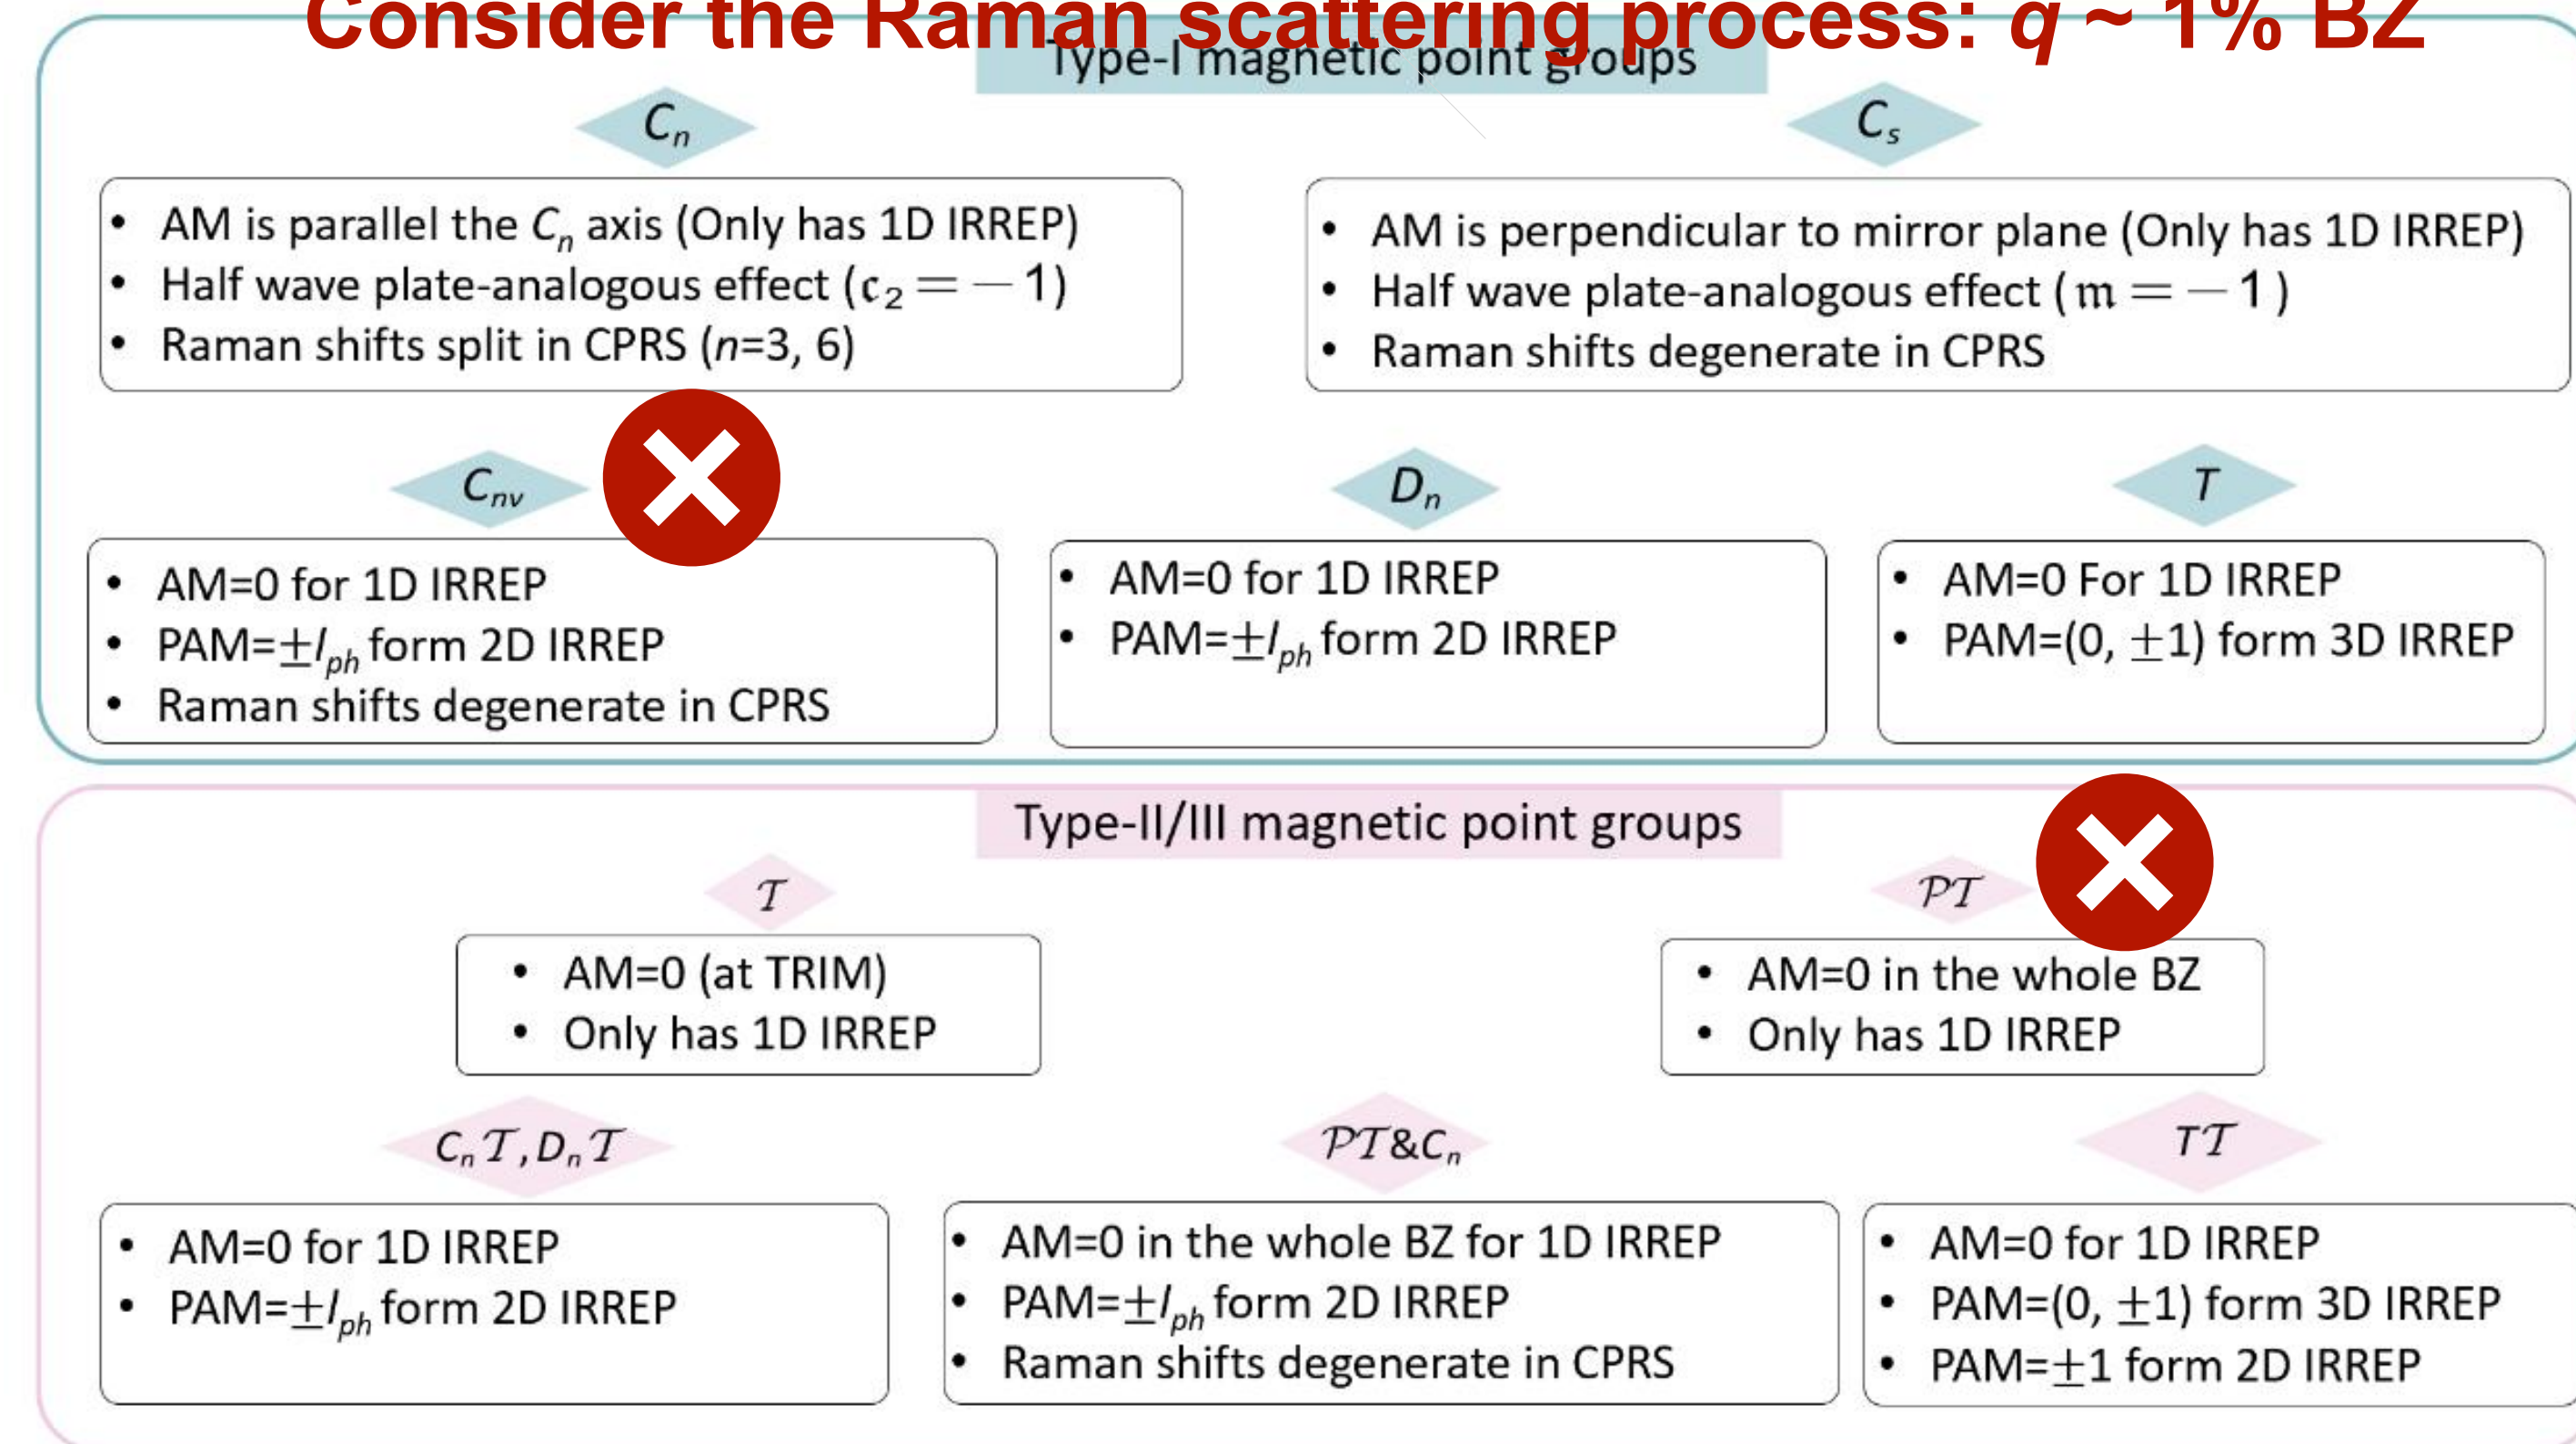 Consider the Raman scattering process: q ~ 1% BZ
Type-I magnetic point groups
Cₙ
• AM is parallel the Cₙ axis (Only has 1D IRREP)
• Half wave plate-analogous effect (c₂ = − 1)
• Raman shifts split in CPRS (n=3, 6)
Cₛ
• AM is perpendicular to mirror plane (Only has 1D IRREP)
• Half wave plate-analogous effect (m = − 1)
• Raman shifts degenerate in CPRS
Cₙᵥ
• AM=0 for 1D IRREP
• PAM=±lₚₕ form 2D IRREP
• Raman shifts degenerate in CPRS
Dₙ
• AM=0 for 1D IRREP
• PAM=±lₚₕ form 2D IRREP
T
• AM=0 For 1D IRREP
• PAM=(0, ±1) form 3D IRREP
Type-II/III magnetic point groups
𝒯
• AM=0 (at TRIM)
• Only has 1D IRREP
𝒫𝒯
• AM=0 in the whole BZ
• Only has 1D IRREP
Cₙ𝒯, Dₙ𝒯
• AM=0 for 1D IRREP
• PAM=±lₚₕ form 2D IRREP
𝒫𝒯&Cₙ
• AM=0 in the whole BZ for 1D IRREP
• PAM=±lₚₕ form 2D IRREP
• Raman shifts degenerate in CPRS
T𝒯
• AM=0 for 1D IRREP
• PAM=(0, ±1) form 3D IRREP
• PAM=±1 form 2D IRREP